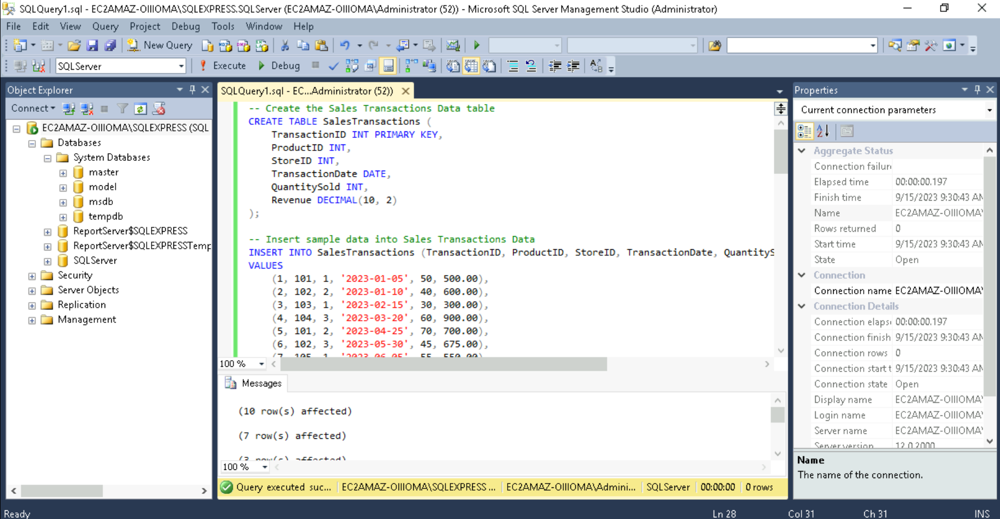 SQLQuery1.sql - EC2AMAZ-OIIIOMA\SQLEXPRESS.SQLServer (EC2AMAZ-OIIIOMA\Administrator (52)) - Microsoft SQL Server Management Studio (Administrator)
File Edit View Query Project Debug Tools Window Help
New Query
SQLServer
Execute
Debug
Object Explorer
Connect
EC2AMAZ-OIIIOMA\SQLEXPRESS (SQL
Databases
System Databases
master
model
msdb
tempdb
ReportServer$SQLEXPRESS
ReportServer$SQLEXPRESSTemp
SQLServer
Security
Server Objects
Replication
Management
SQLQuery1.sql - EC...Administrator (52))
-- Create the Sales Transactions Data table
CREATE TABLE SalesTransactions (
TransactionID INT PRIMARY KEY,
ProductID INT,
StoreID INT,
TransactionDate DATE,
QuantitySold INT,
Revenue DECIMAL(10, 2)
);
-- Insert sample data into Sales Transactions Data
INSERT INTO SalesTransactions (TransactionID, ProductID, StoreID, TransactionDate, QuantityS
VALUES
(1, 101, 1, '2023-01-05', 50, 500.00),
(2, 102, 2, '2023-01-10', 40, 600.00),
(3, 103, 1, '2023-02-15', 30, 300.00),
(4, 104, 3, '2023-03-20', 60, 900.00),
(5, 101, 2, '2023-04-25', 70, 700.00),
(6, 102, 3, '2023-05-30', 45, 675.00),
(7, 105, 1, '2023-06-05', 55, 550.00),
100 %
Messages
(10 row(s) affected)
(7 row(s) affected)
(3 row(s) affected)
100 %
Query executed suc... EC2AMAZ-OIIIOMA\SQLEXPRESS ... EC2AMAZ-OIIIOMA\Admini... SQLServer 00:00:00 0 rows
Properties
Current connection parameters
Aggregate Status
Connection failure
Elapsed time 00:00:00.197
Finish time 9/15/2023 9:30:43 AM
Name EC2AMAZ-OIIIOMA\
Rows returned 0
Start time 9/15/2023 9:30:43 AM
State Open
Connection
Connection name EC2AMAZ-OIIIOMA\
Connection Details
Connection elaps 00:00:00.197
Connection finish 9/15/2023 9:30:43 AM
Connection rows 0
Connection start t 9/15/2023 9:30:43 AM
Connection state Open
Display name EC2AMAZ-OIIIOMA\
Login name EC2AMAZ-OIIIOMA\
Server name EC2AMAZ-OIIIOMA\
Server version 12.0.2000
Name
The name of the connection.
Ready Ln 28 Col 31 Ch 31 INS